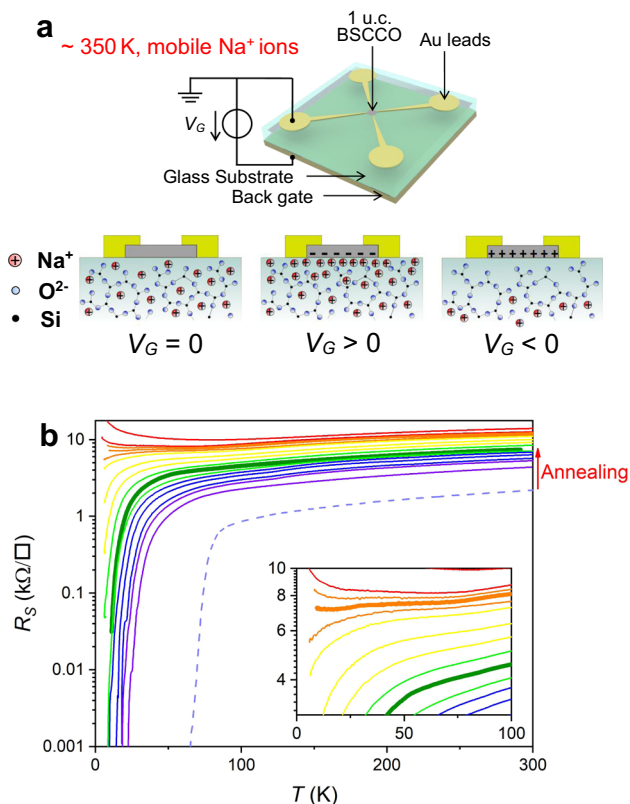 a
~ 350 K, mobile Na⁺ ions
1 u.c.
BSCCO
Au leads
V_G
Glass Substrate
Back gate
Na⁺
O²⁻
Si
V_G = 0
V_G > 0
V_G < 0
b
R_S (kΩ/□)
10
1
0.1
0.01
0.001
0
100
200
300
T (K)
Annealing
10
8
6
4
0
50
100